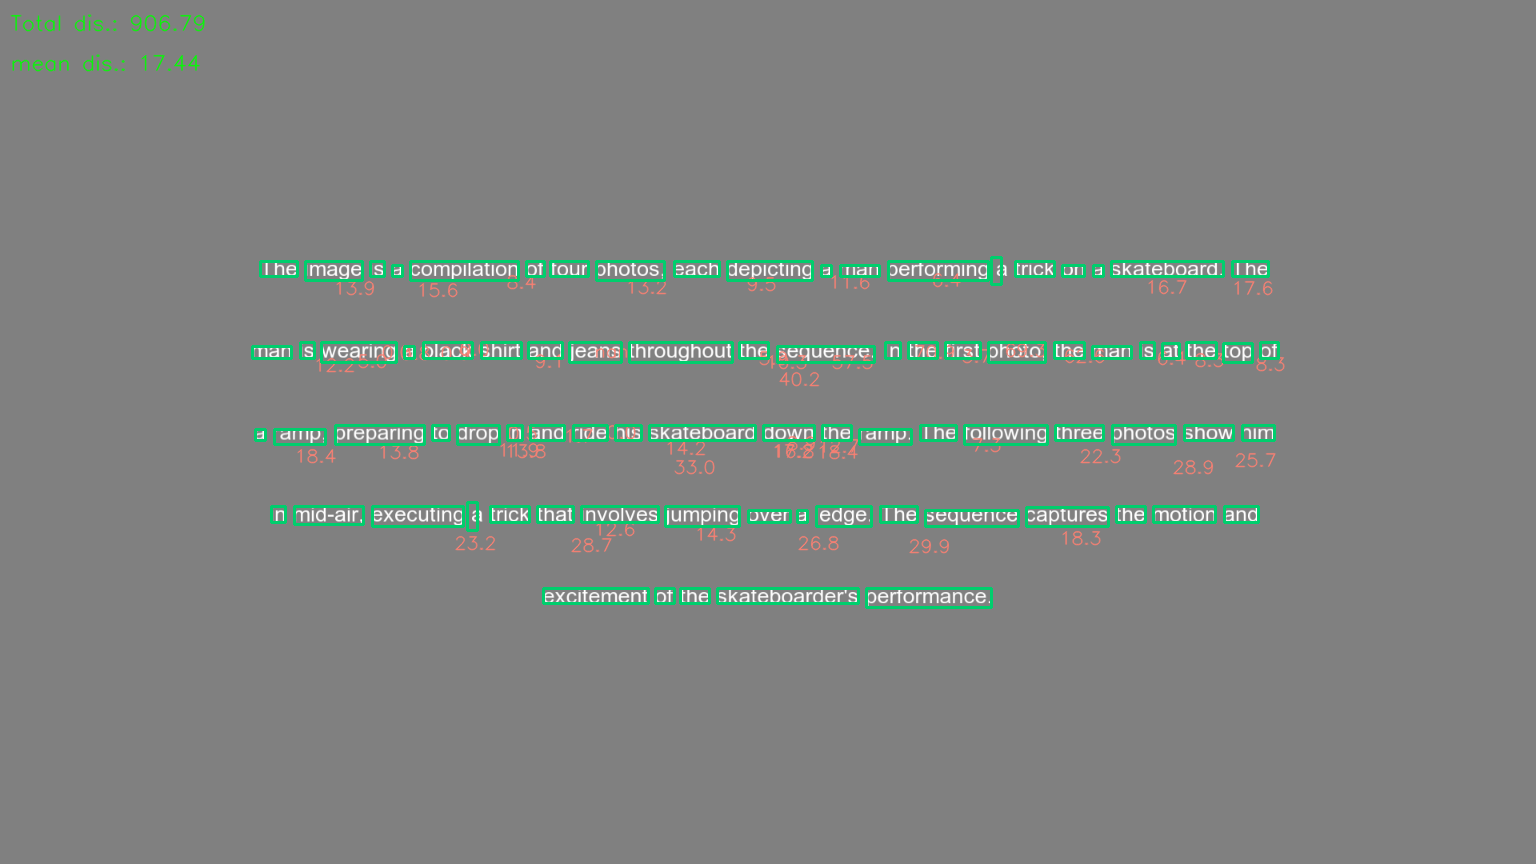 Total dis.: 906.79
mean dis.: 17.44
The image is a compilation of four photos, each depicting a man performing a trick on a skateboard. The
13.9 15.6 8.4 13.2 9.5 11.6 6.4 16.7 17.6
man is wearing a black shirt and jeans throughout the sequence. In the first photo, the man is at the top of
12.2 9.1 40.2 8.3
a ramp, preparing to drop in and ride his skateboard down the ramp. The following three photos show him
18.4 13.8 13.8 14.2 33.0 18.4 7.5 22.3 28.9 25.7
in mid-air, executing a trick that involves jumping over a edge. The sequence captures the motion and
23.2 28.7 12.6 14.3 26.8 29.9 18.3
excitement of the skateboarder's performance.